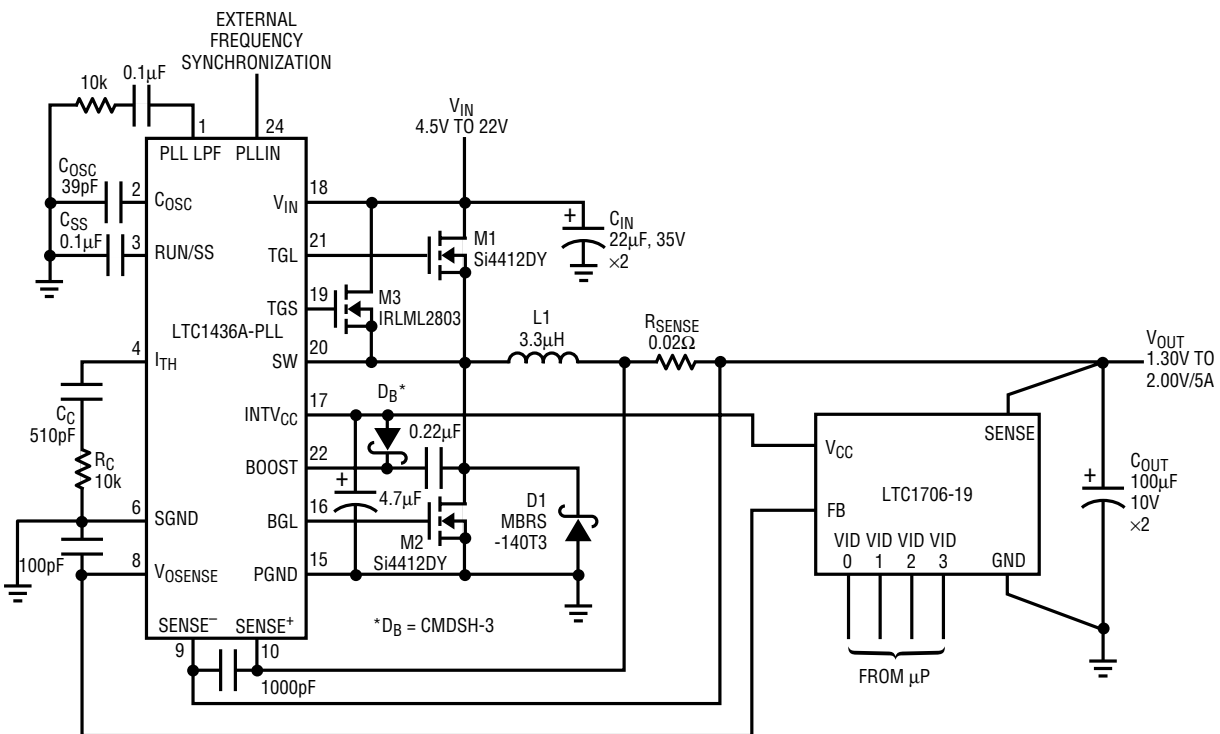 EXTERNAL
FREQUENCY
SYNCHRONIZATION
10k
0.1µF
1
24
PLL LPF
PLLIN
V_IN
4.5V TO 22V
C_OSC
39pF
2
C_OSC
V_IN
18
C_SS
0.1µF
3
RUN/SS
TGL
21
M1
Si4412DY
+
C_IN
22µF, 35V
×2
TGS
19
M3
IRLML2803
LTC1436A-PLL
4
I_TH
SW
20
L1
3.3µH
R_SENSE
0.02Ω
V_OUT
1.30V TO
2.00V/5A
C_C
510pF
R_C
10k
INTV_CC
17
D_B*
0.22µF
BOOST
22
+
4.7µF
6
SGND
BGL
16
M2
Si4412DY
D1
MBRS
-140T3
100pF
8
V_OSENSE
PGND
15
SENSE
V_CC
LTC1706-19
FB
VID VID VID VID
0 1 2 3
GND
FROM µP
+
C_OUT
100µF
10V
×2
SENSE–
SENSE+
9
10
1000pF
*D_B = CMDSH-3